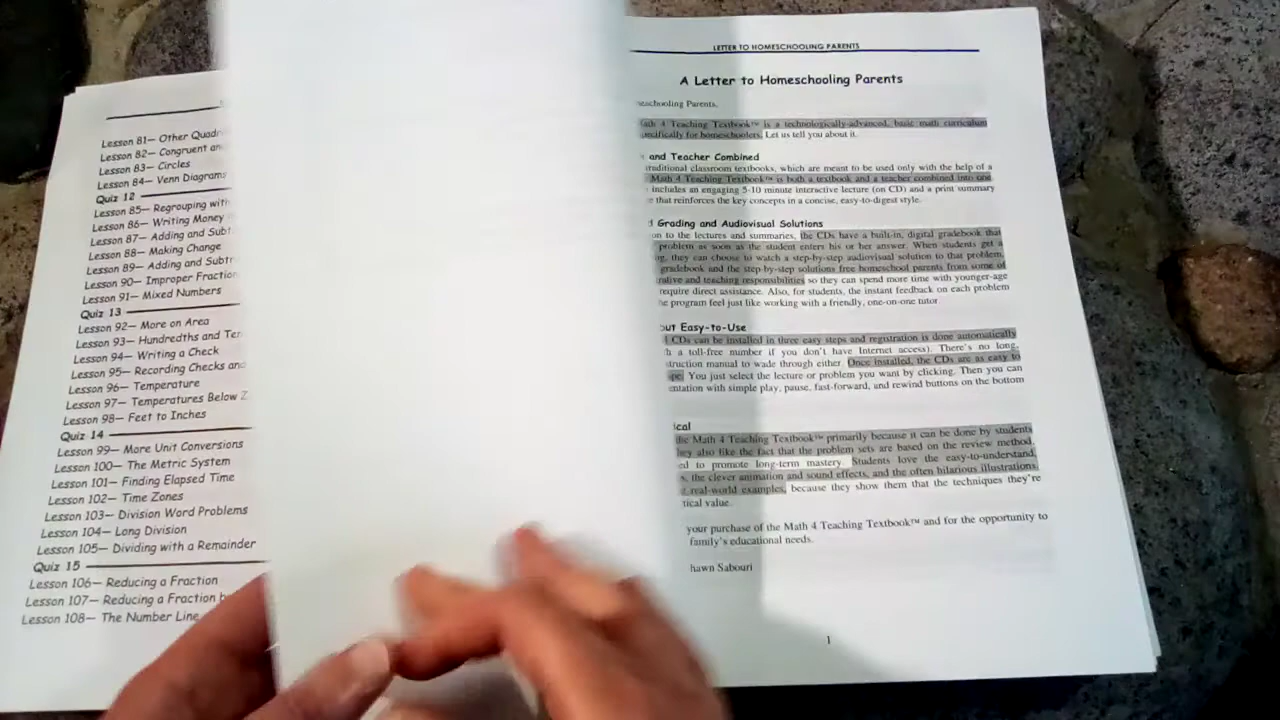 Lesson 81— Other
Lesson 82— Congruent
Lesson 83— Circles
Lesson 84— Venn Diagrams
Quiz 12
Lesson 85— Regrouping
Lesson 86— Writing Money
Lesson 87— Adding and
Lesson 88— Making Change
Lesson 89— Adding and
Lesson 90— Improper
Lesson 91— Mixed Numbers
Quiz 13
Lesson 92— More on Area
Lesson 93— Hundredths and
Lesson 94— Writing a Check
Lesson 95— Recording Checks
Lesson 96— Temperature
Lesson 97— Temperatures Below
Lesson 98— Feet to Inches
Quiz 14
Lesson 99— More Unit Conversions
Lesson 100— The Metric System
Lesson 101— Finding Elapsed Time
Lesson 102— Time Zones
Lesson 103— Division Word Problems
Lesson 104— Long Division
Lesson 105— Dividing with a Remainder
Quiz 15
Lesson 106— Reducing a Fraction
Lesson 107— Reducing a Fraction
Lesson 108— The Number Line
LETTER TO HOMESCHOOLING PARENTS
A Letter to Homeschooling Parents
Parents,
4 Teaching Textbook™ is a technologically-advanced, basic math curriculum
for homeschoolers. Let us tell you about it.
and Teacher Combined
classroom textbooks, which are meant to be used only with the help of a
Math 4 Teaching Textbook™ is both a textbook and a teacher combined into one
includes an engaging 5-10 minute interactive lecture (on CD) and a print summary
that reinforces the key concepts in a concise, easy-to-digest style.
Grading and Audiovisual Solutions
to the lectures and summaries, the CDs have a built-in, digital gradebook that
problem as soon as the student enters his or her answer. When students get a
they can choose to watch a step-by-step audiovisual solution to that problem.
gradebook and the step-by-step solutions free homeschool parents from some of
and teaching responsibilities so they can spend more time with younger-age
require direct assistance. Also, for students, the instant feedback on each problem
program feel just like working with a friendly, one-on-one tutor.
Easy-to-Use
CDs can be installed in three easy steps and registration is done automatically
a toll-free number if you don't have Internet access). There's no long,
manual to wade through either. Once installed, the CDs are as easy to
You just select the lecture or problem you want by clicking. Then you can
with simple play, pause, fast-forward, and rewind buttons on the bottom
the Math 4 Teaching Textbook™ primarily because it can be done by students
also like the fact that the problem sets are based on the review method,
to promote long-term mastery. Students love the easy-to-understand,
the clever animation and sound effects, and the often hilarious illustrations,
real-world examples, because they show them that the techniques they're
value.
your purchase of the Math 4 Teaching Textbook™ and for the opportunity to
family's educational needs.
Sabouri
1